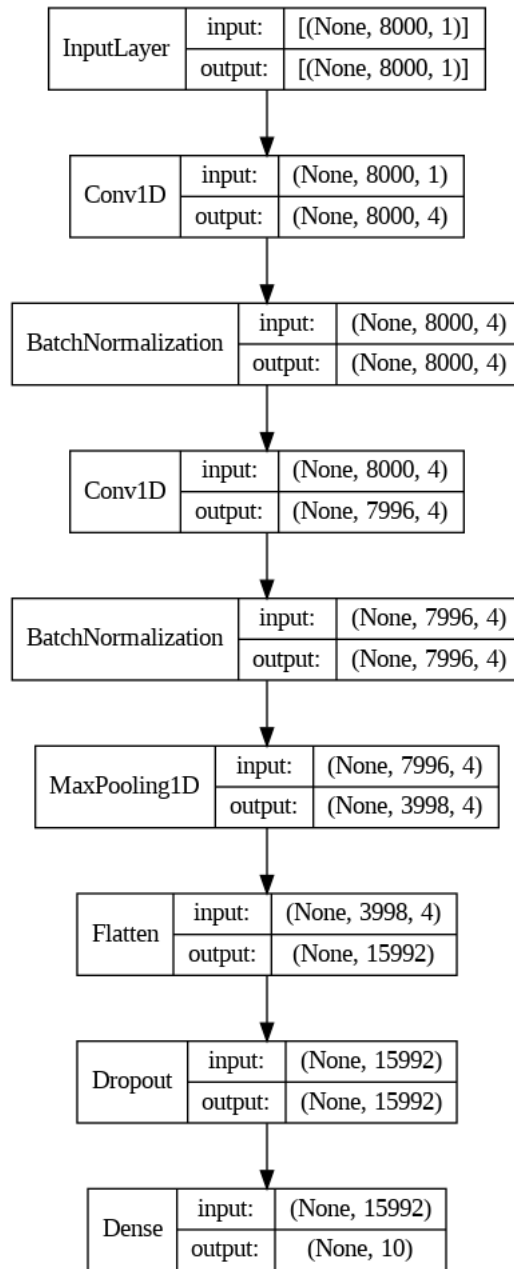 InputLayer
input: [(None, 8000, 1)]
output: [(None, 8000, 1)]
Conv1D
input: (None, 8000, 1)
output: (None, 8000, 4)
BatchNormalization
input: (None, 8000, 4)
output: (None, 8000, 4)
Conv1D
input: (None, 8000, 4)
output: (None, 7996, 4)
BatchNormalization
input: (None, 7996, 4)
output: (None, 7996, 4)
MaxPooling1D
input: (None, 7996, 4)
output: (None, 3998, 4)
Flatten
input: (None, 3998, 4)
output: (None, 15992)
Dropout
input: (None, 15992)
output: (None, 15992)
Dense
input: (None, 15992)
output: (None, 10)